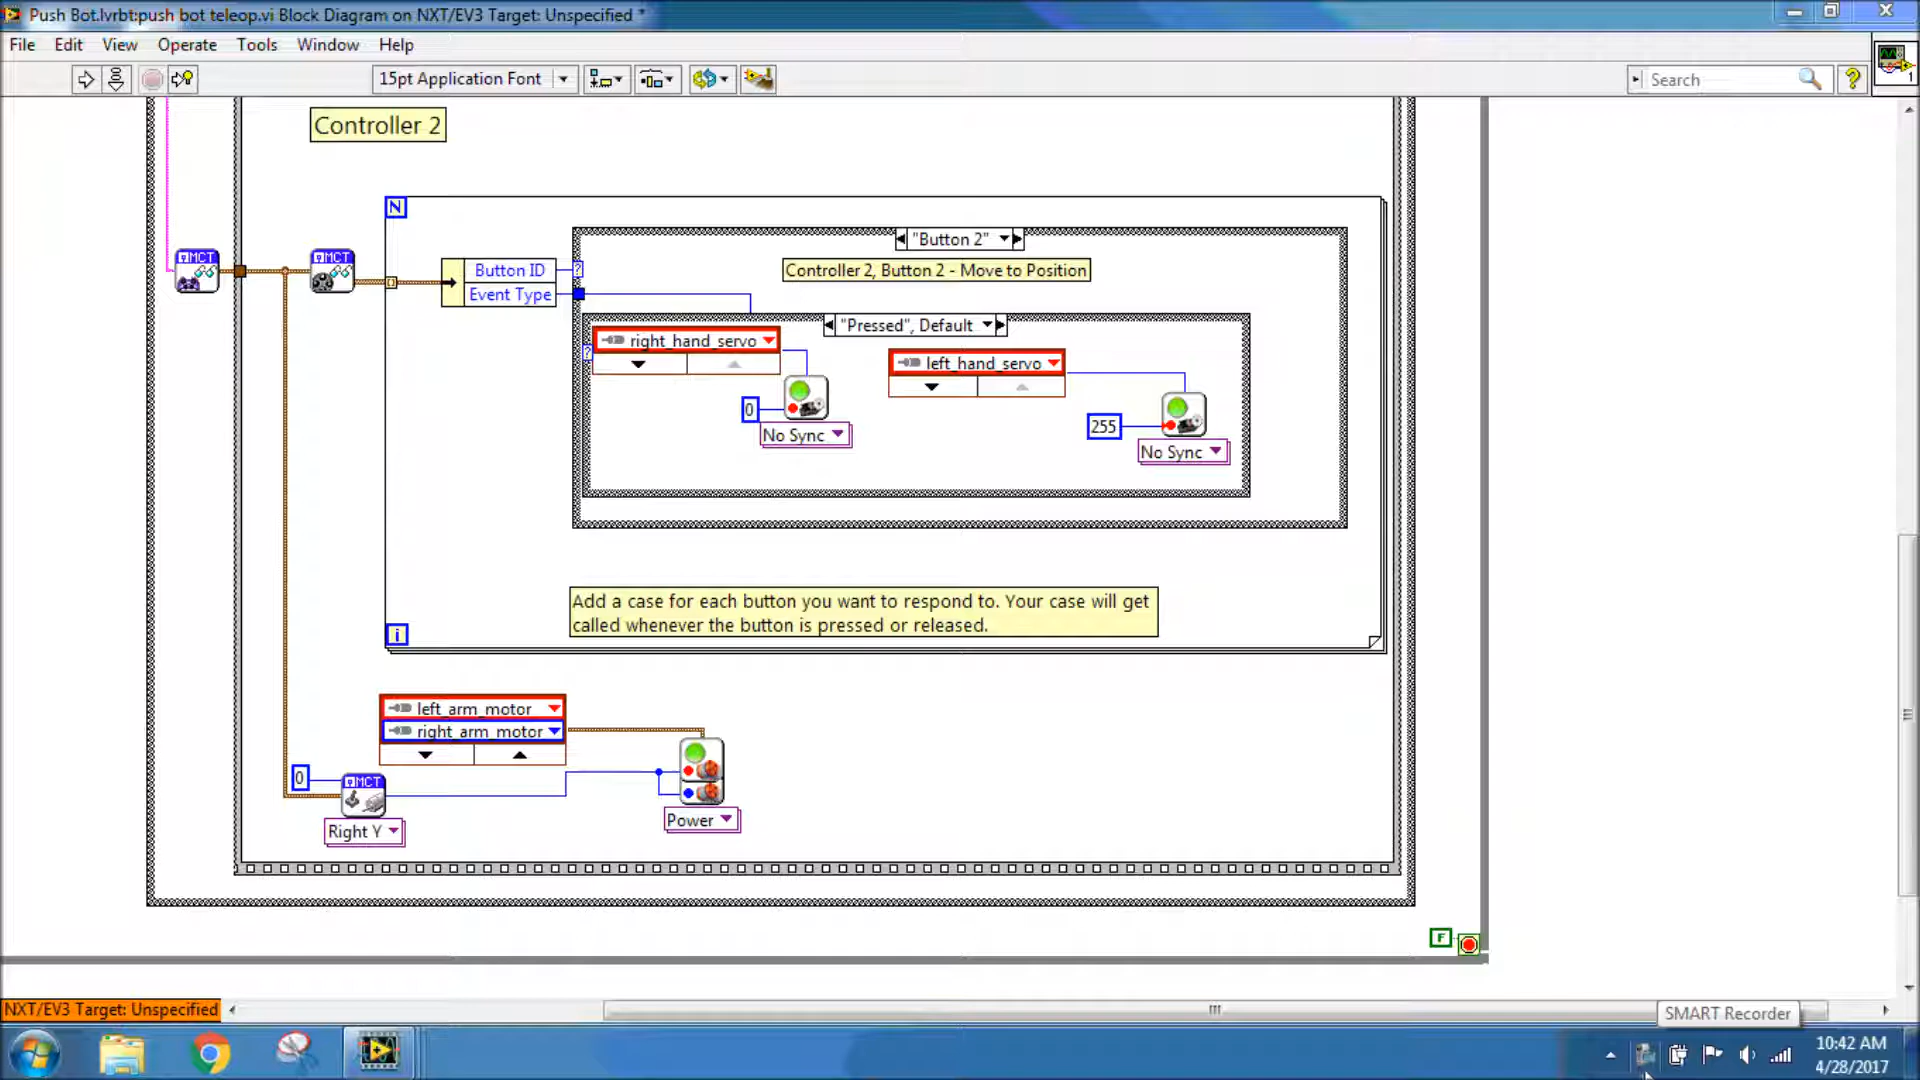 Push Bot.lvrbt:push bot teleop.vi Block Diagram on NXT/EV3 Target: Unspecified *
File Edit View Operate Tools Window Help
15pt Application Font
Search
?
1
Controller 2
N
"Button 2"
MCT
MCT
Button ID
?
Controller 2, Button 2 - Move to Position
Event Type
"Pressed", Default
right_hand_servo
?
left_hand_servo
0
255
No Sync
No Sync
Add a case for each button you want to respond to. Your case will get
called whenever the button is pressed or released.
i
left_arm_motor
right_arm_motor
0
MCT
Power
Right Y
F
NXT/EV3 Target: Unspecified
SMART Recorder
10:42 AM
4/28/2017